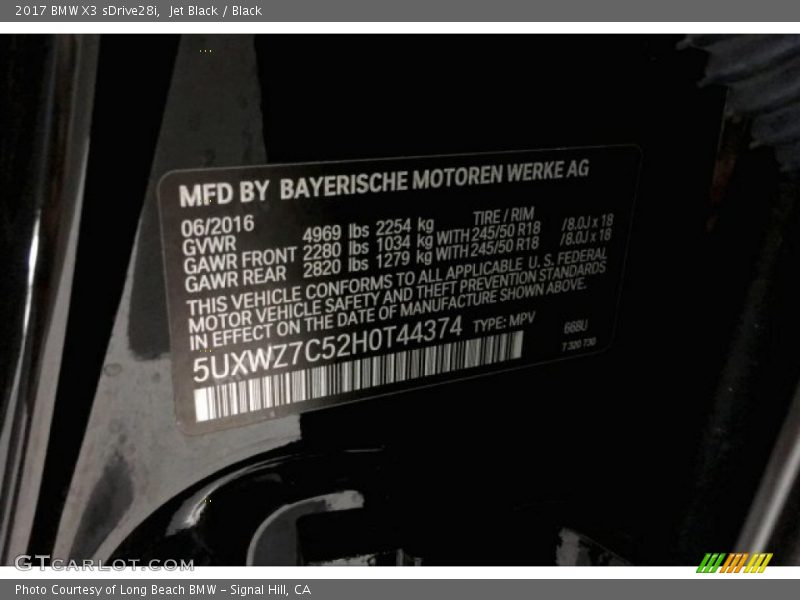 2017 BMW X3 sDrive28i, Jet Black / Black
MFD BY BAYERISCHE MOTOREN WERKE AG
06/2016 TIRE / RIM
GVWR 4969 lbs 2254 kg
GAWR FRONT 2280 lbs 1034 kg WITH 245/50 R18 /8.0J x 18
GAWR REAR 2820 lbs 1279 kg WITH 245/50 R18 /8.0J x 18
THIS VEHICLE CONFORMS TO ALL APPLICABLE U.S. FEDERAL
MOTOR VEHICLE SAFETY AND THEFT PREVENTION STANDARDS
IN EFFECT ON THE DATE OF MANUFACTURE SHOWN ABOVE.
5UXWZ7C52H0T44374 TYPE: MPV 668U
7 320 730
GTCARLOT.COM
Photo Courtesy of Long Beach BMW - Signal Hill, CA